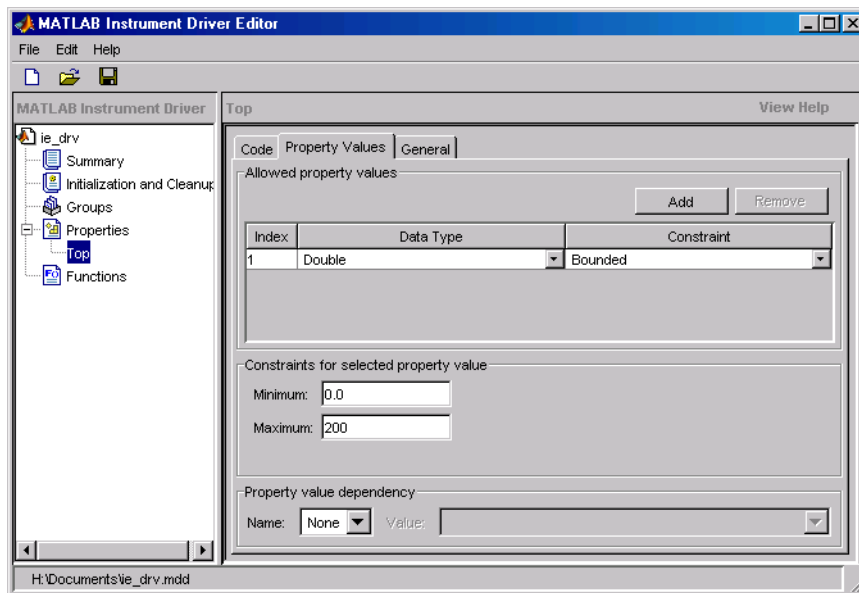 MATLAB Instrument Driver Editor
File Edit Help
MATLAB Instrument Driver
Top
View Help
ie_drv
Summary
Initialization and Cleanup
Groups
Properties
Top
Functions
Code Property Values General
Allowed property values
Add Remove
Index Data Type Constraint
1 Double Bounded
Constraints for selected property value
Minimum: 0.0
Maximum: 200
Property value dependency
Name: None Value:
H:\Documents\ie_drv.mdd